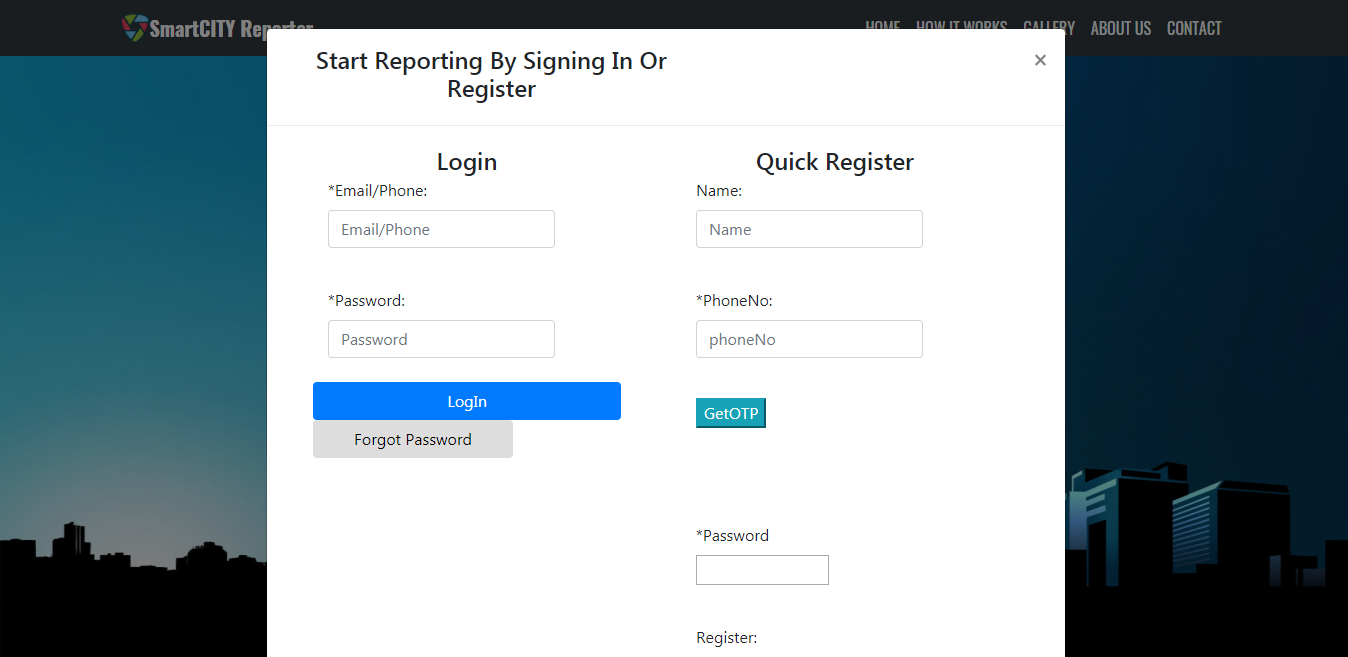 SmartCITY Reporter
HOME HOW IT WORKS GALLERY ABOUT US CONTACT
Start Reporting By Signing In Or
Register
×
Login
*Email/Phone:
Email/Phone
*Password:
Password
LogIn
Forgot Password
Quick Register
Name:
Name
*PhoneNo:
phoneNo
GetOTP
*Password
Register: